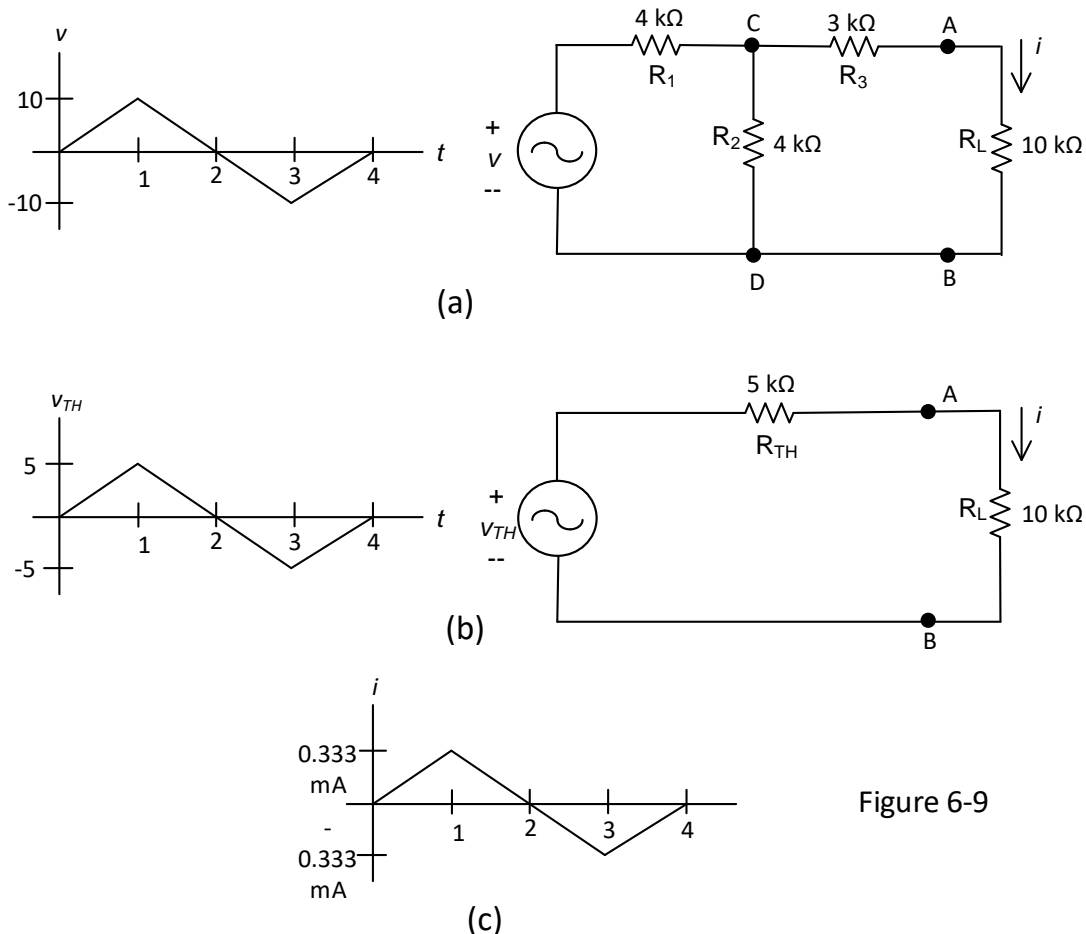 v
10
-10
1
2
3
4
t
4 kΩ
R1
C
3 kΩ
R3
A
i
+
v
--
R2
4 kΩ
RL
10 kΩ
D
B
(a)
vTH
5
-5
1
2
3
4
t
5 kΩ
RTH
A
i
+
vTH
--
RL
10 kΩ
B
(b)
i
0.333
mA
-
0.333
mA
1
2
3
4
Figure 6-9
(c)